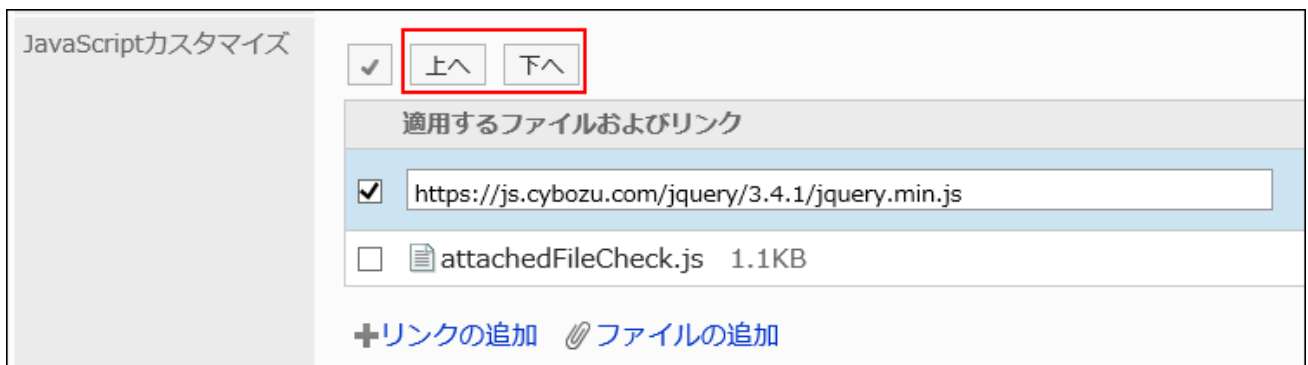 JavaScriptカスタマイズ
上へ 下へ
適用するファイルおよびリンク
https://js.cybozu.com/jquery/3.4.1/jquery.min.js
attachedFileCheck.js 1.1KB
リンクの追加 ファイルの追加